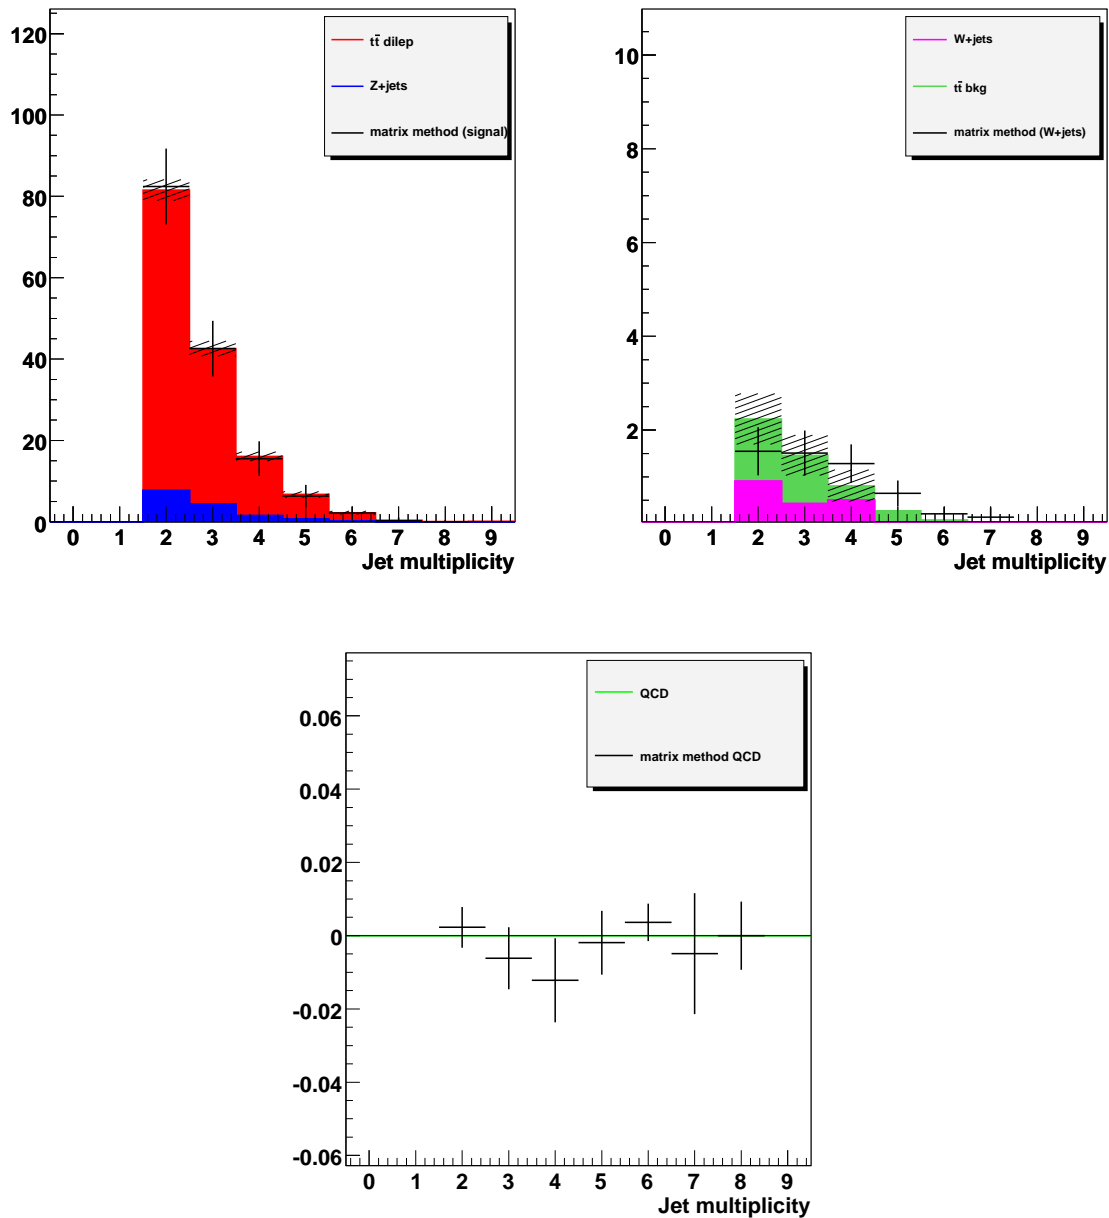 120
100
80
60
40
20
0
0 1 2 3 4 5 6 7 8 9
Jet multiplicity
tt̄ dilep
Z+jets
matrix method (signal)
10
8
6
4
2
0 1 2 3 4 5 6 7 8 9
Jet multiplicity
W+jets
tt̄ bkg
matrix method (W+jets)
0.06
0.04
0.02
0
-0.02
-0.04
-0.06
0 1 2 3 4 5 6 7 8 9
Jet multiplicity
QCD
matrix method QCD